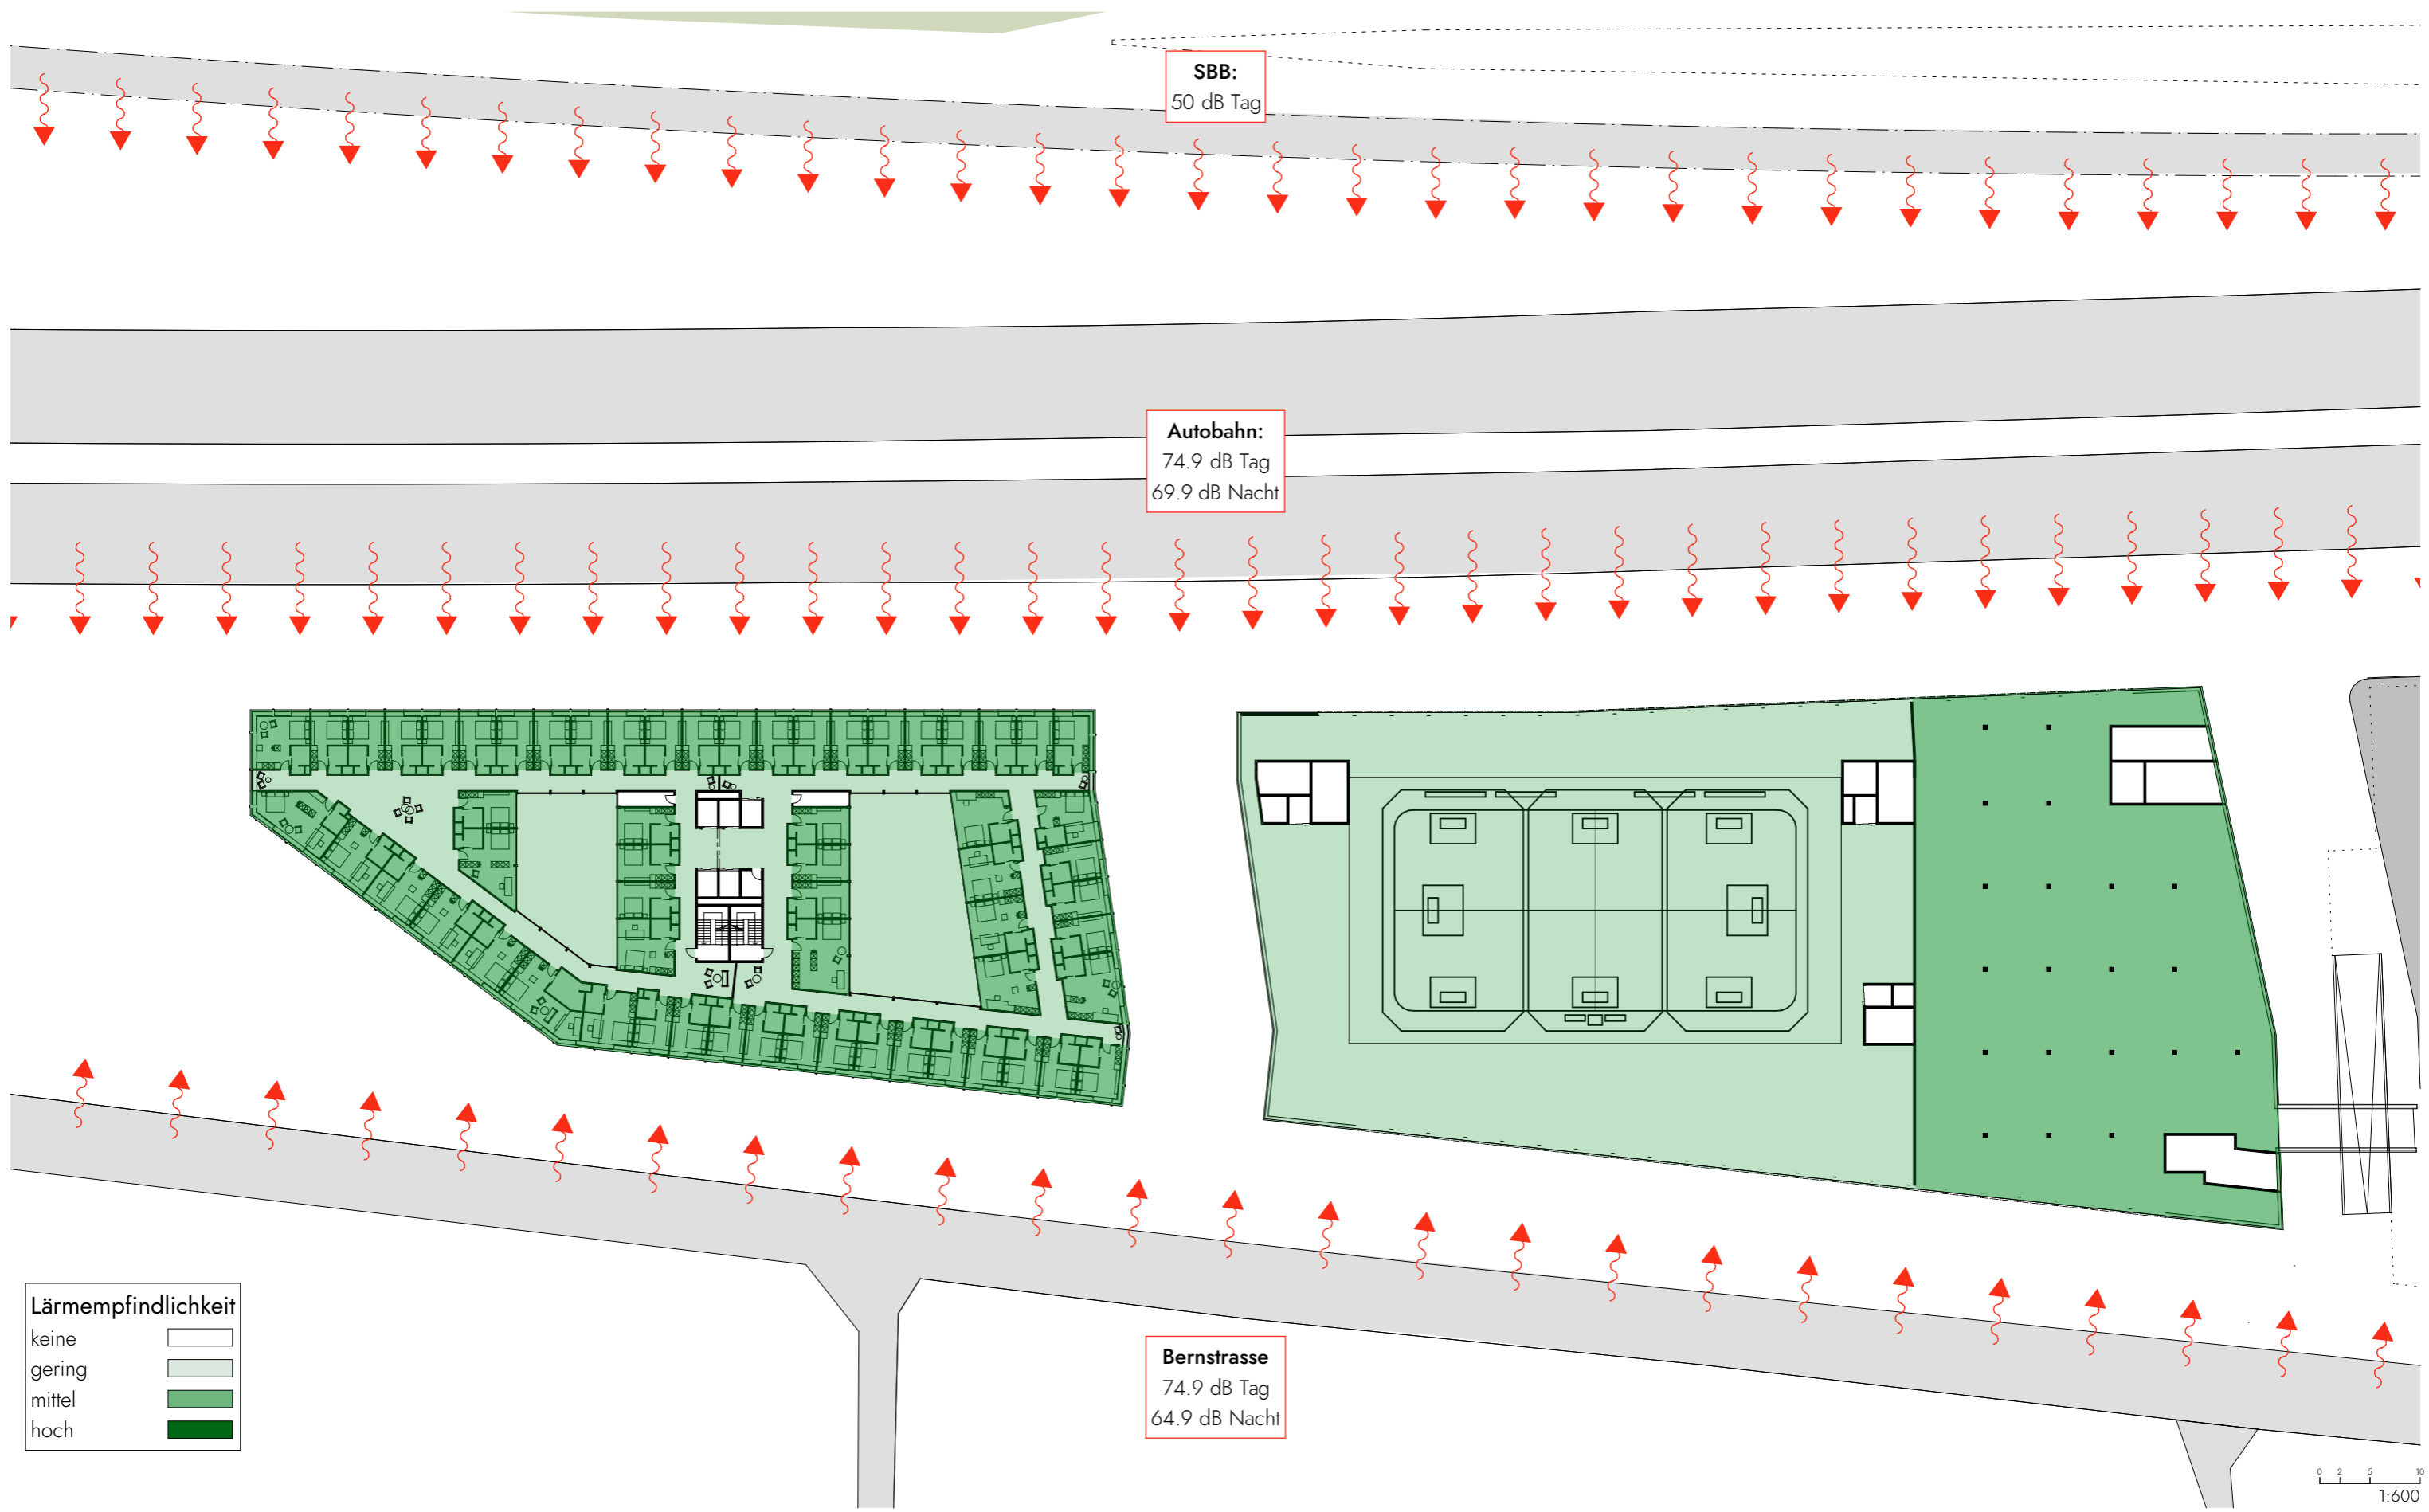 SBB:
50 dB Tag
Autobahn:
74.9 dB Tag
69.9 dB Nacht
Bernstrasse
74.9 dB Tag
64.9 dB Nacht
Lärmempfindlichkeit
keine
gering
mittel
hoch
0 2 5 10
1:600